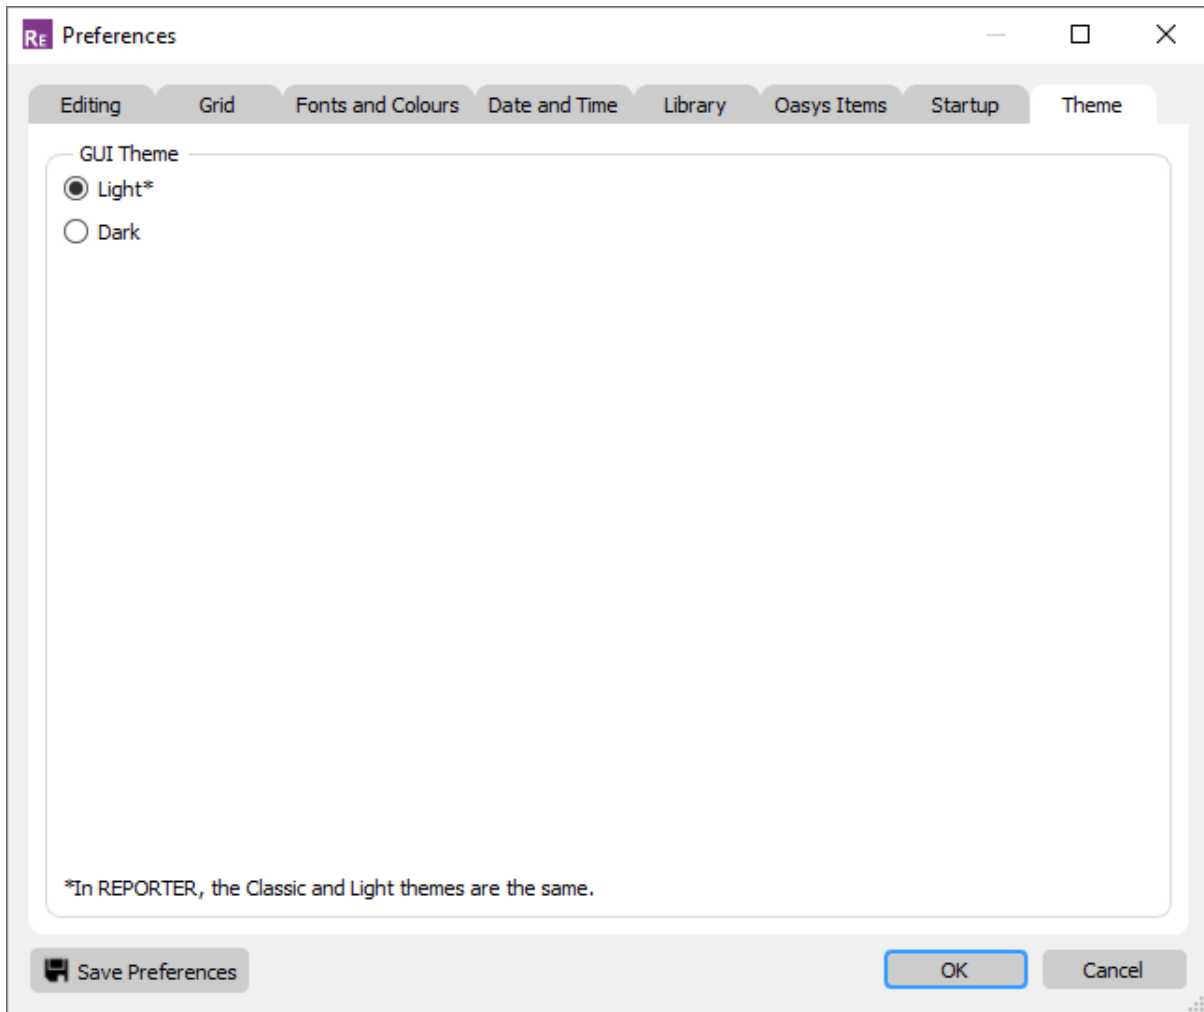 RE Preferences
Editing Grid Fonts and Colours Date and Time Library Oasys Items Startup Theme
GUI Theme
Light*
Dark
*In REPORTER, the Classic and Light themes are the same.
Save Preferences OK Cancel